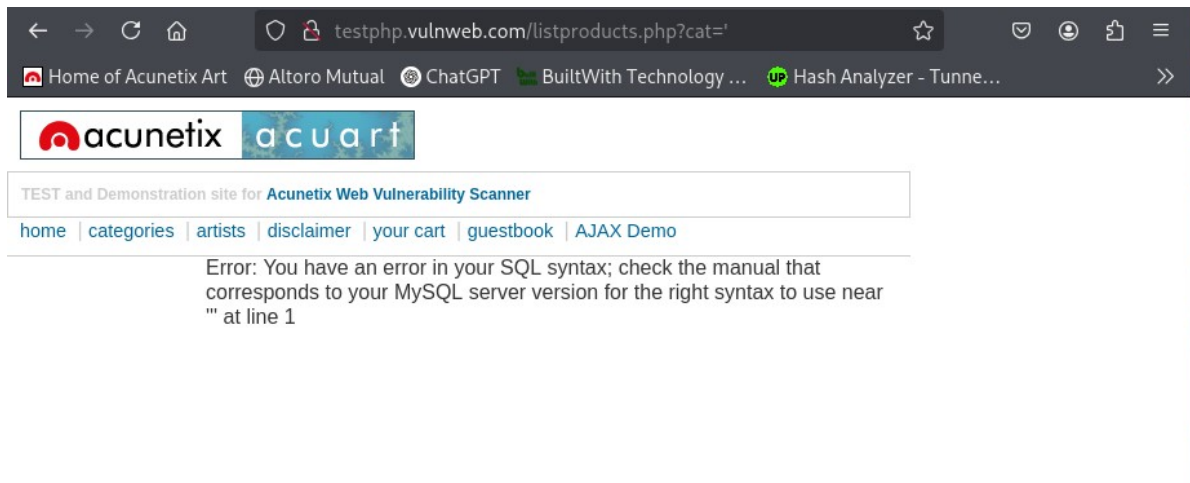 testphp.vulnweb.com/listproducts.php?cat='
Home of Acunetix Art Altoro Mutual ChatGPT BuiltWith Technology ... UP Hash Analyzer - Tunne...
acunetix acuart
TEST and Demonstration site for Acunetix Web Vulnerability Scanner
home | categories | artists | disclaimer | your cart | guestbook | AJAX Demo
Error: You have an error in your SQL syntax; check the manual that
corresponds to your MySQL server version for the right syntax to use near
''' at line 1